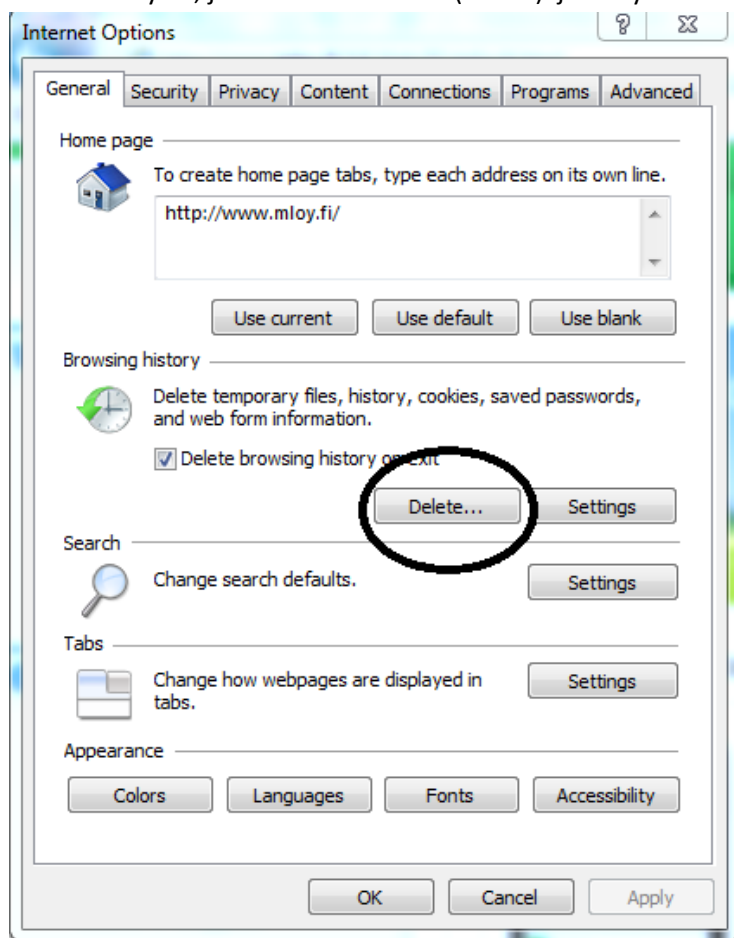 Internet Options
General Security Privacy Content Connections Programs Advanced
Home page
To create home page tabs, type each address on its own line.
http://www.mloy.fi/
Use current Use default Use blank
Browsing history
Delete temporary files, history, cookies, saved passwords,
and web form information.
Delete browsing history on exit
Delete... Settings
Search
Change search defaults.
Settings
Tabs
Change how webpages are displayed in
tabs.
Settings
Appearance
Colors Languages Fonts Accessibility
OK Cancel Apply